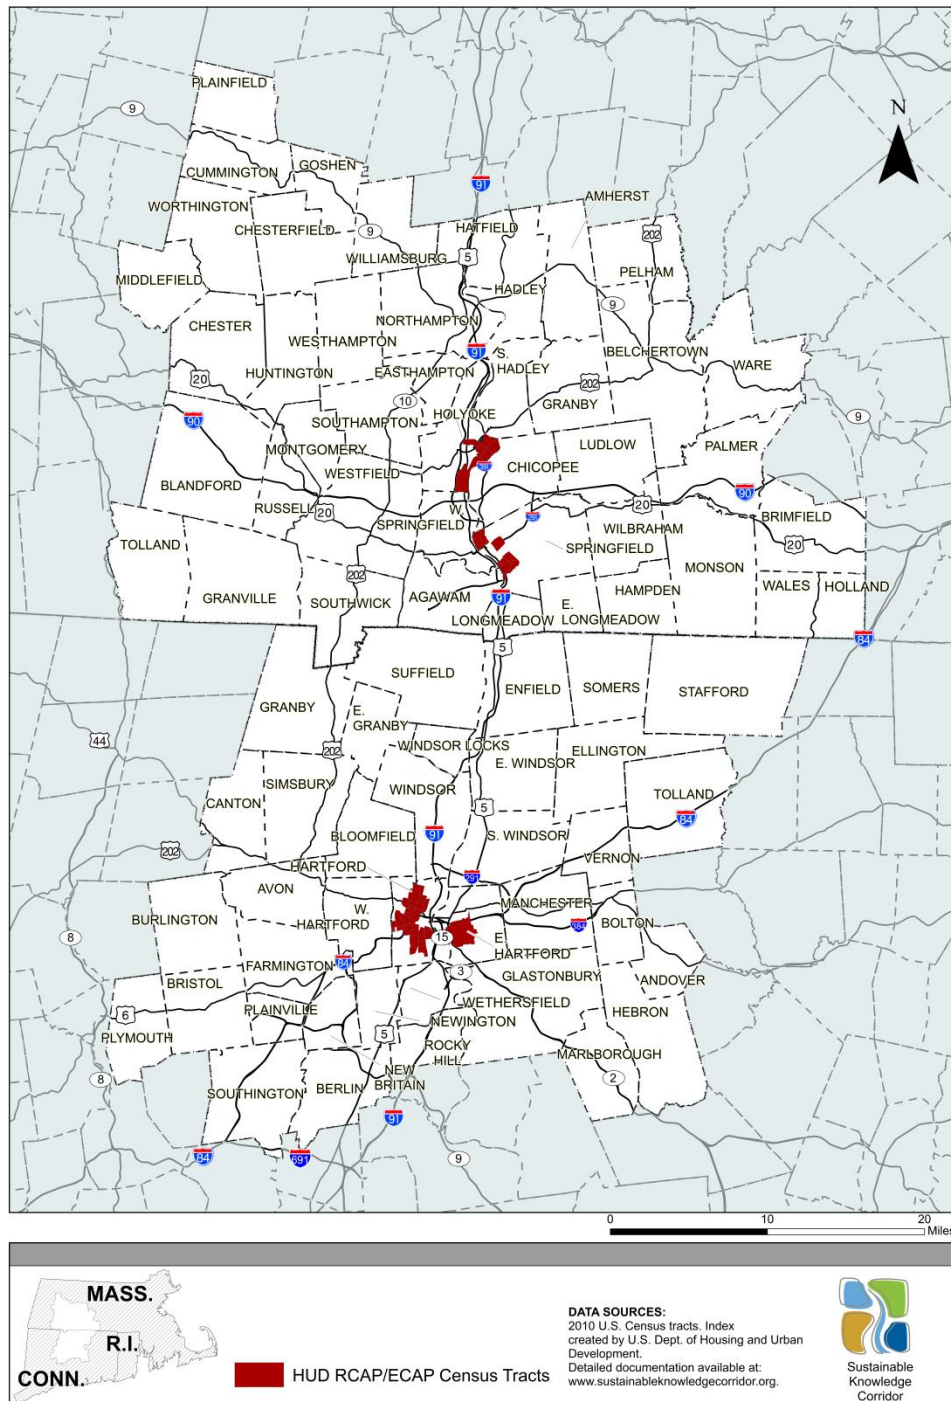 PLAINFIELD
9
N
CUMMINGTON
GOSHEN
91
AMHERST
WORTHINGTON
CHESTERFIELD
9
HATFIELD
202
WILLIAMSBURG
5
PELHAM
MIDDLEFIELD
HADLEY
9
CHESTER
NORTHAMPTON
WESTHAMPTON
91
S.
HADLEY
BELCHERTOWN
WARE
20
HUNTINGTON
EASTHAMPTON
202
10
GRANBY
90
SOUTHAMPTON
HOLYOKE
9
MONTGOMERY
LUDLOW
PALMER
WESTFIELD
391
CHICOPEE
BLANDFORD
90
RUSSELL
20
W.
SPRINGFIELD
20
BRIMFIELD
291
WILBRAHAM
TOLLAND
SPRINGFIELD
20
202
MONSON
GRANVILLE
SOUTHWICK
AGAWAM
91
HAMPDEN
WALES
HOLLAND
LONGMEADOW
E.
LONGMEADOW
84
5
SUFFIELD
ENFIELD
SOMERS
STAFFORD
GRANBY
E.
GRANBY
44
202
WINDSOR LOCKS
E. WINDSOR
ELLINGTON
SIMSBURY
WINDSOR
TOLLAND
CANTON
5
84
91
BLOOMFIELD
S. WINDSOR
202
VERNON
HARTFORD
291
AVON
MANCHESTER
BURLINGTON
W.
HARTFORD
384
BOLTON
8
15
E.
HARTFORD
FARMINGTON
84
3
GLASTONBURY
ANDOVER
BRISTOL
WETHERSFIELD
HEBRON
6
PLAINVILLE
NEWINGTON
PLYMOUTH
5
ROCKY
HILL
MARLBOROUGH
8
NEW
BRITAIN
2
SOUTHINGTON
BERLIN
91
84
691
9
0
10
20
Miles
MASS.
R.I.
CONN.
HUD RCAP/ECAP Census Tracts
DATA SOURCES:
2010 U.S. Census tracts. Index
created by U.S. Dept. of Housing and Urban
Development.
Detailed documentation available at:
www.sustainableknowledgecorridor.org.
Sustainable
Knowledge
Corridor